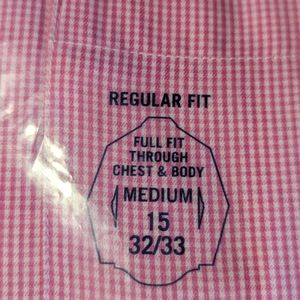 REGULAR FIT
FULL FIT
THROUGH
CHEST & BODY
MEDIUM
15
32/33